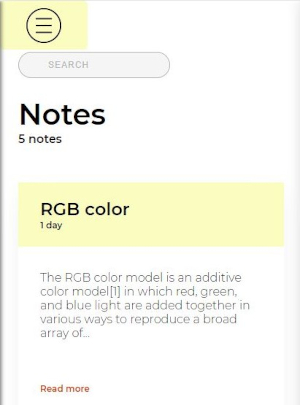 SEARCH
Notes
5 notes
RGB color
1 day
The RGB color model is an additive
color model[1] in which red, green,
and blue light are added together in
various ways to reproduce a broad
array of...
Read more